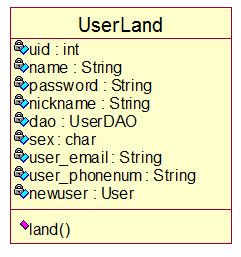 UserLand
uid : int
name : String
password : String
nickname : String
dao : UserDAO
sex : char
user_email : String
user_phonenum : String
newuser : User
land()